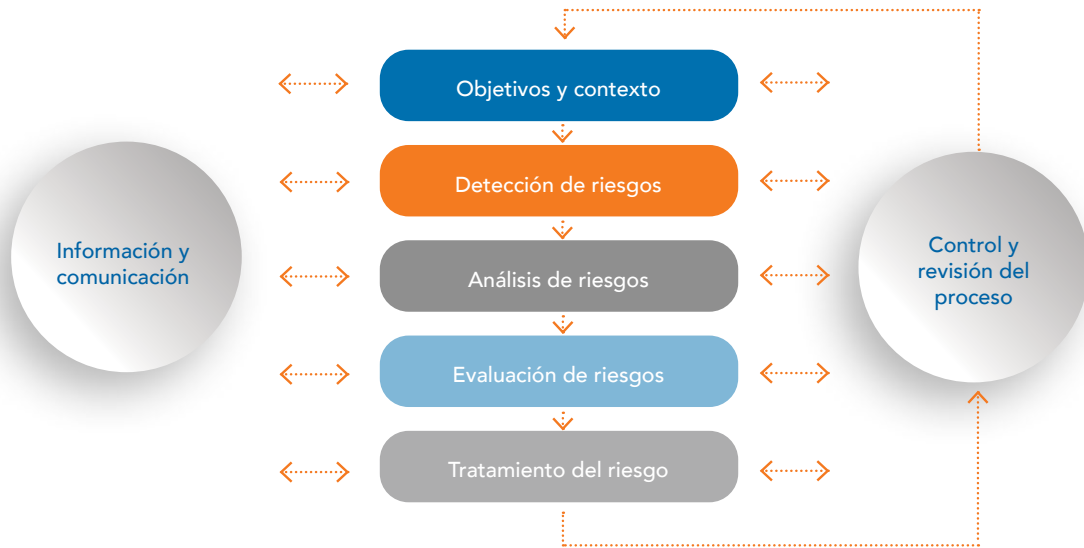 Objetivos y contexto
Detección de riesgos
Análisis de riesgos
Evaluación de riesgos
Tratamiento del riesgo
Información y
comunicación
Control y
revisión del
proceso